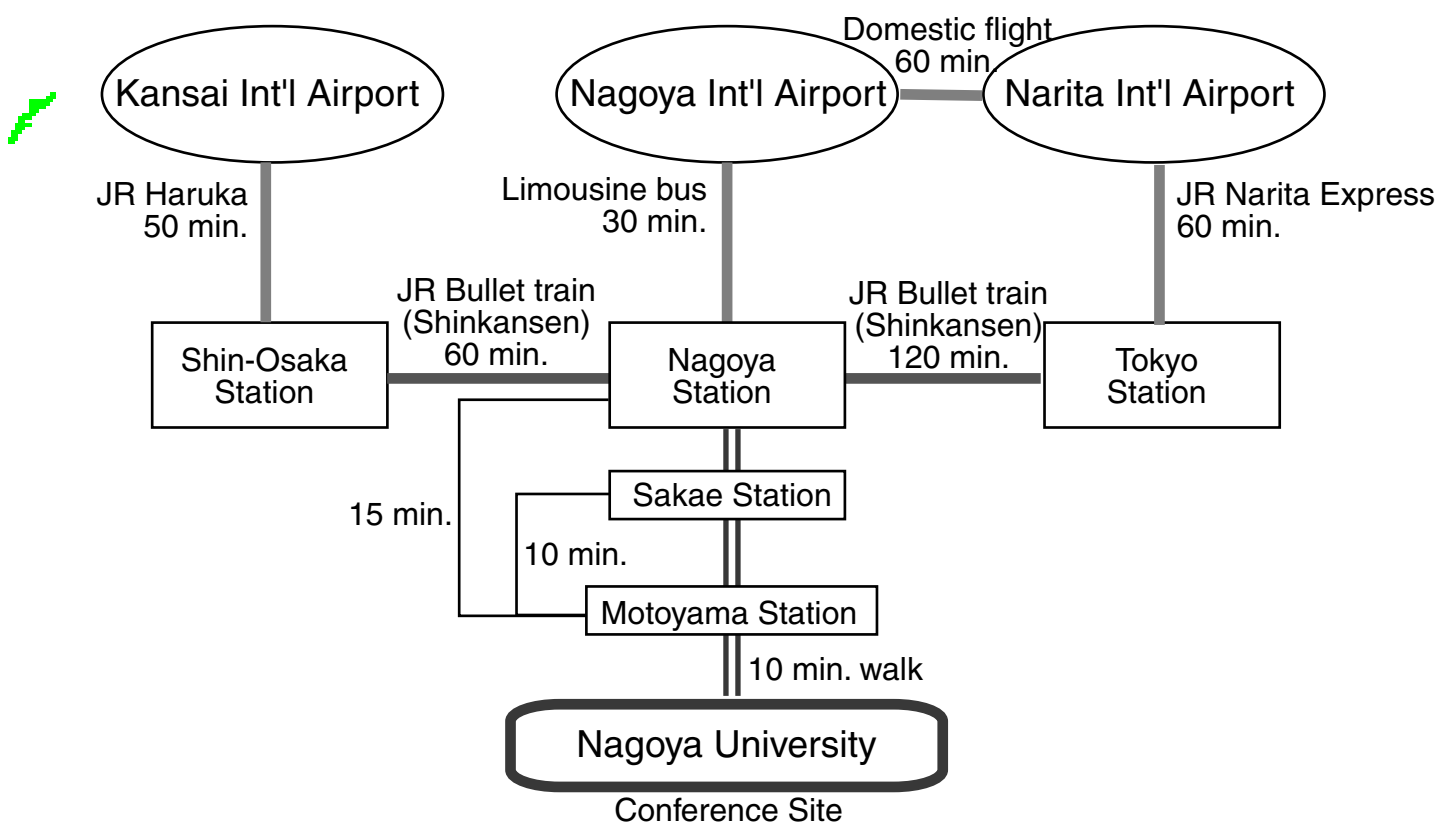 Domestic flight
60 min.
Kansai Int'l Airport
Nagoya Int'l Airport
Narita Int'l Airport
JR Haruka
50 min.
Limousine bus
30 min.
JR Narita Express
60 min.
JR Bullet train
(Shinkansen)
60 min.
JR Bullet train
(Shinkansen)
120 min.
Shin-Osaka
Station
Nagoya
Station
Tokyo
Station
Sakae Station
15 min.
10 min.
Motoyama Station
10 min. walk
Nagoya University
Conference Site